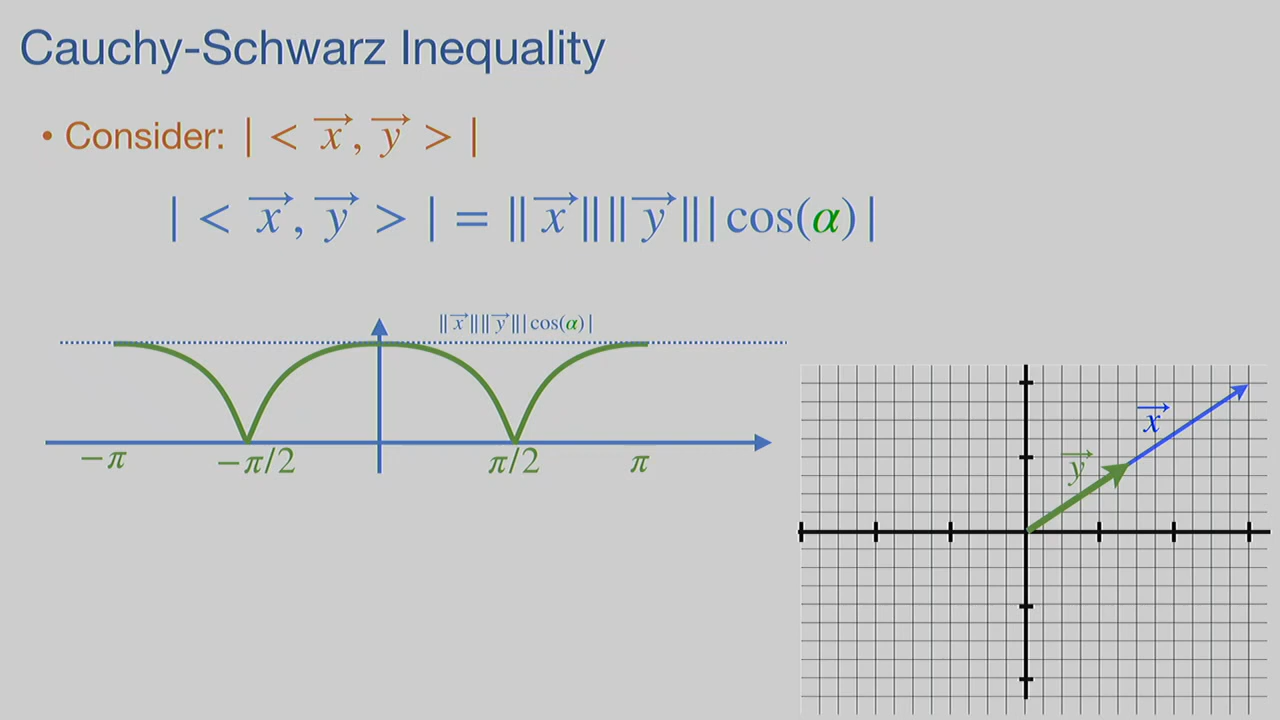 Cauchy-Schwarz Inequality
• Consider: | < x⃗, y⃗ > |
| < x⃗, y⃗ > | = ‖x⃗‖‖y⃗‖|cos(α)|
‖x⃗‖‖y⃗‖|cos(α)|
−π −π/2 π/2 π
x⃗
y⃗